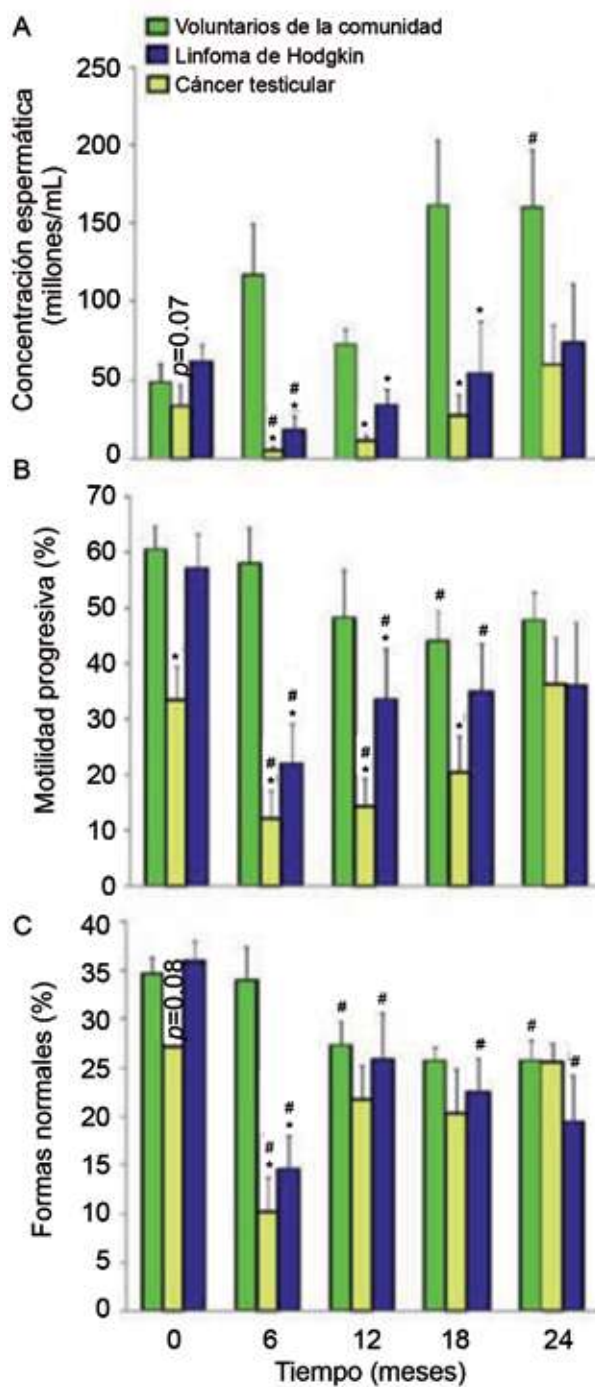 A
Voluntarios de la comunidad
Linfoma de Hodgkin
Cáncer testicular
Concentración espermática
(millones/mL)
250
200
150
100
50
0
p=0.07
#
# #
* *
* *
* *
B
Motilidad progresiva (%)
70
60
50
40
30
20
10
0
*
# #
* *
# #
* *
# * #
C
Formas normales (%)
40
35
30
25
20
15
10
5
0
p=0.08
# #
* *
# #
#
# #
0 6 12 18 24
Tiempo (meses)